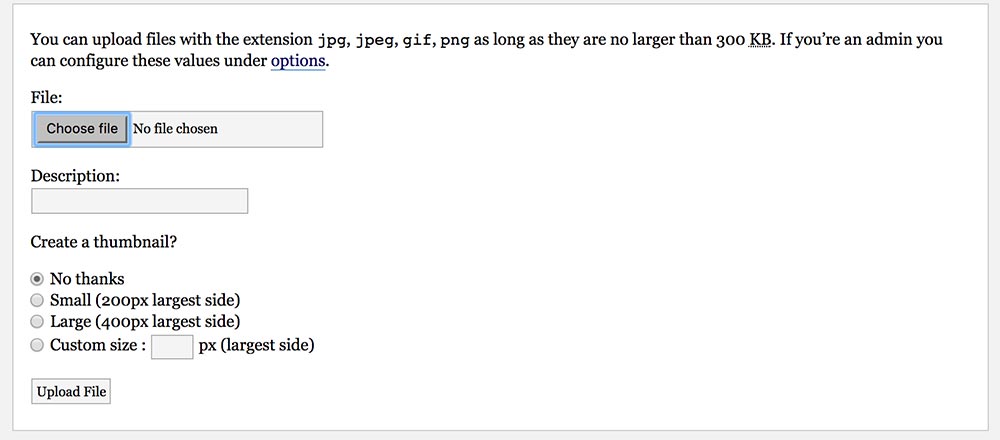 You can upload files with the extension jpg, jpeg, gif, png as long as they are no larger than 300 KB. If you’re an admin you
can configure these values under options.
File:
Choose file No file chosen
Description:
Create a thumbnail?
No thanks
Small (200px largest side)
Large (400px largest side)
Custom size : px (largest side)
Upload File